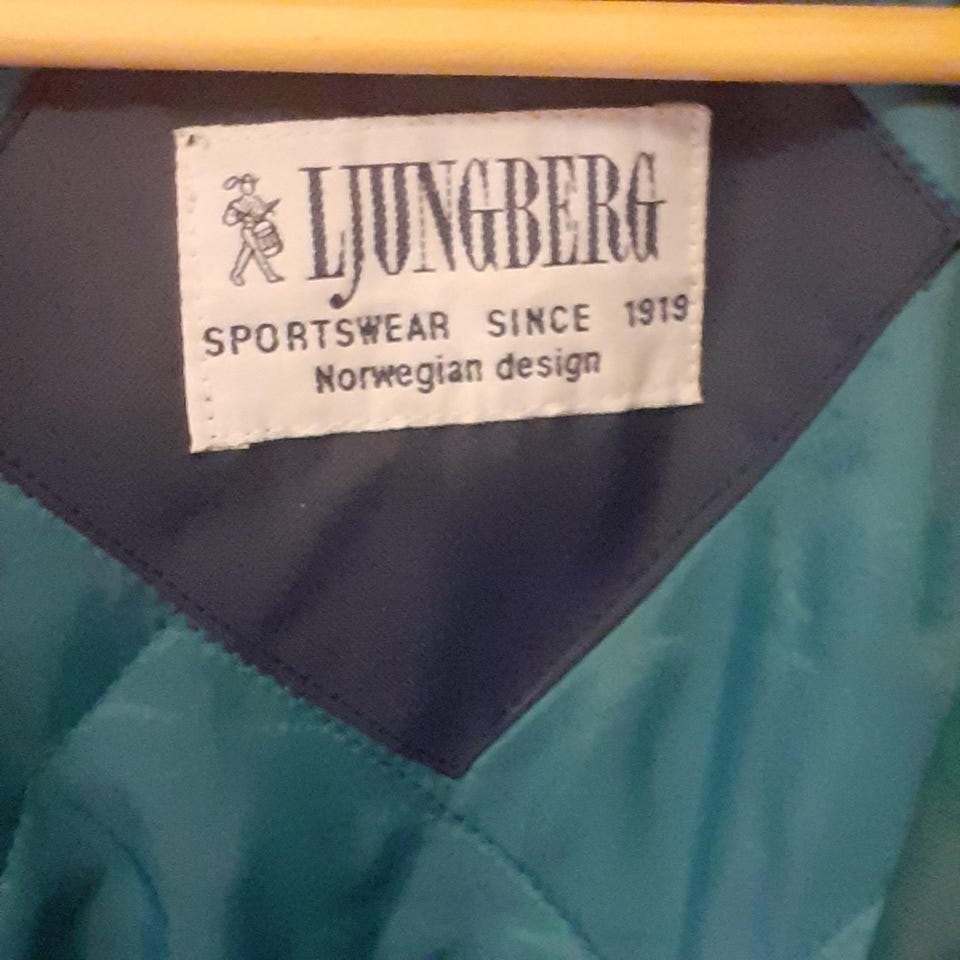 LJUNGBERG
SPORTSWEAR SINCE 1919
Norwegian design